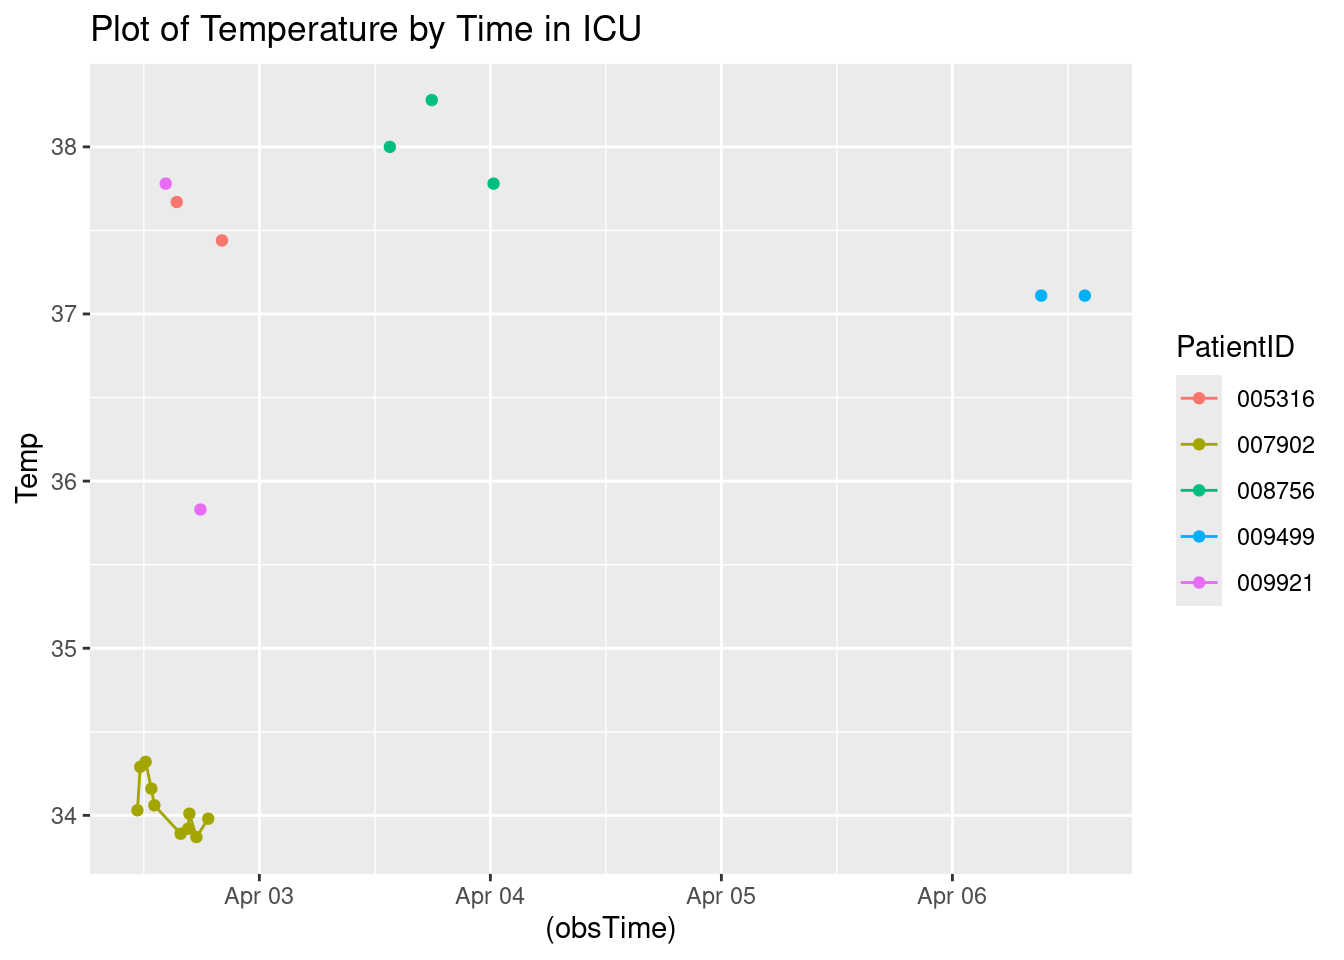 Plot of Temperature by Time in ICU
38
37
36
35
34
Temp
Apr 03
Apr 04
Apr 05
Apr 06
(obsTime)
PatientID
005316
007902
008756
009499
009921